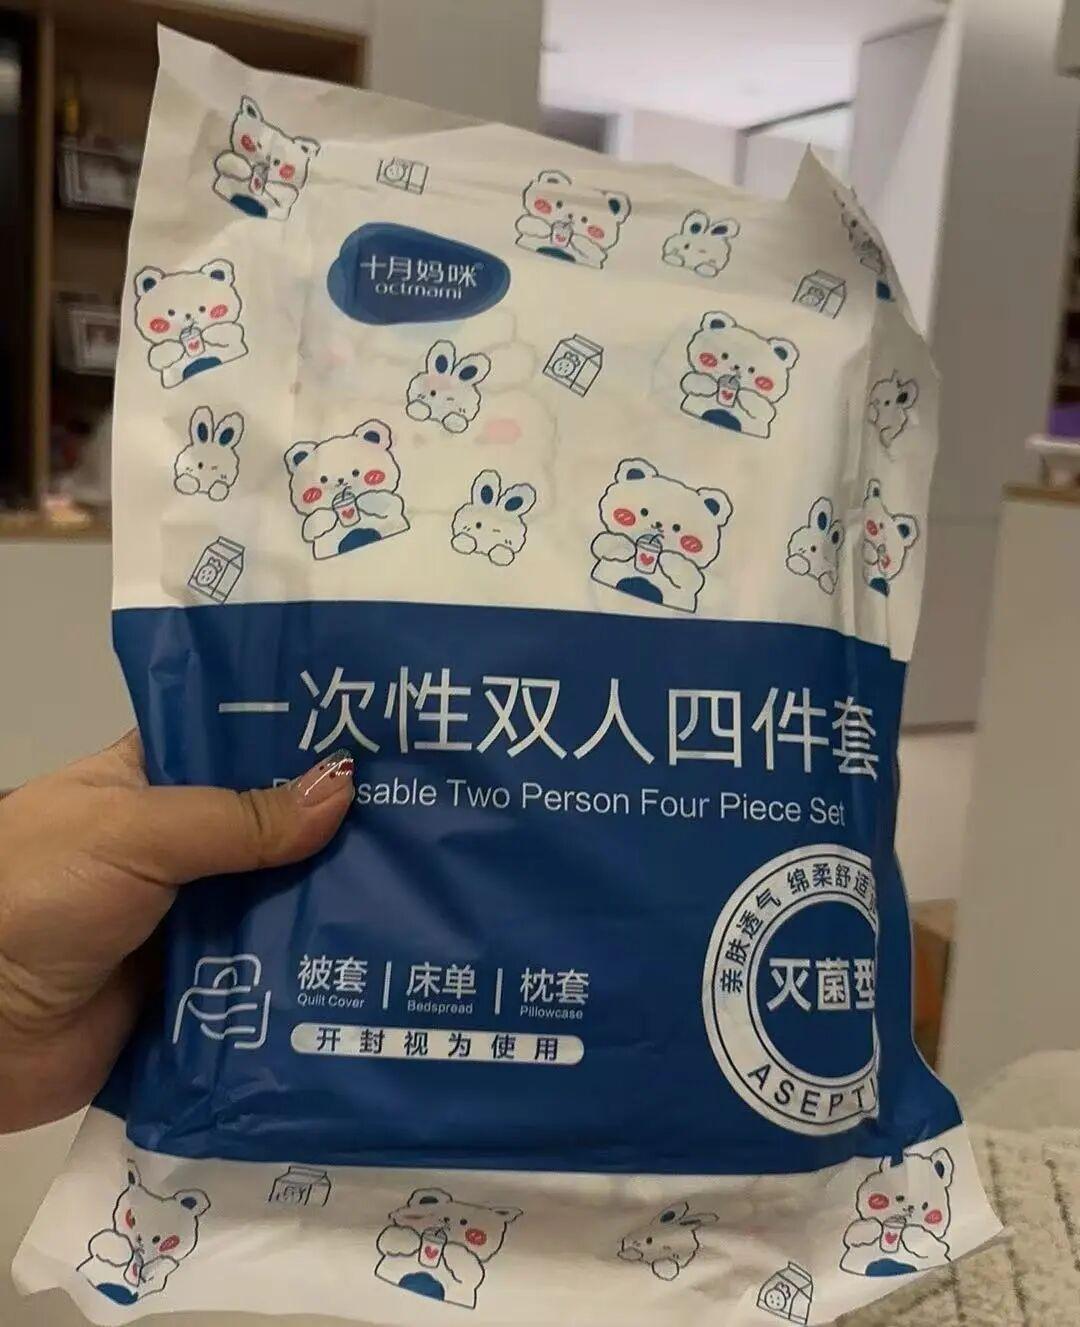 十月妈咪
octmami
一次性双人四件套
sable Two Person Four Piece Set
亲肤透气 绵柔舒适
灭菌型
ASEPTI
被套 | 床单 | 枕套
Quilt Cover Bedspread Pillowcase
开封视为使用